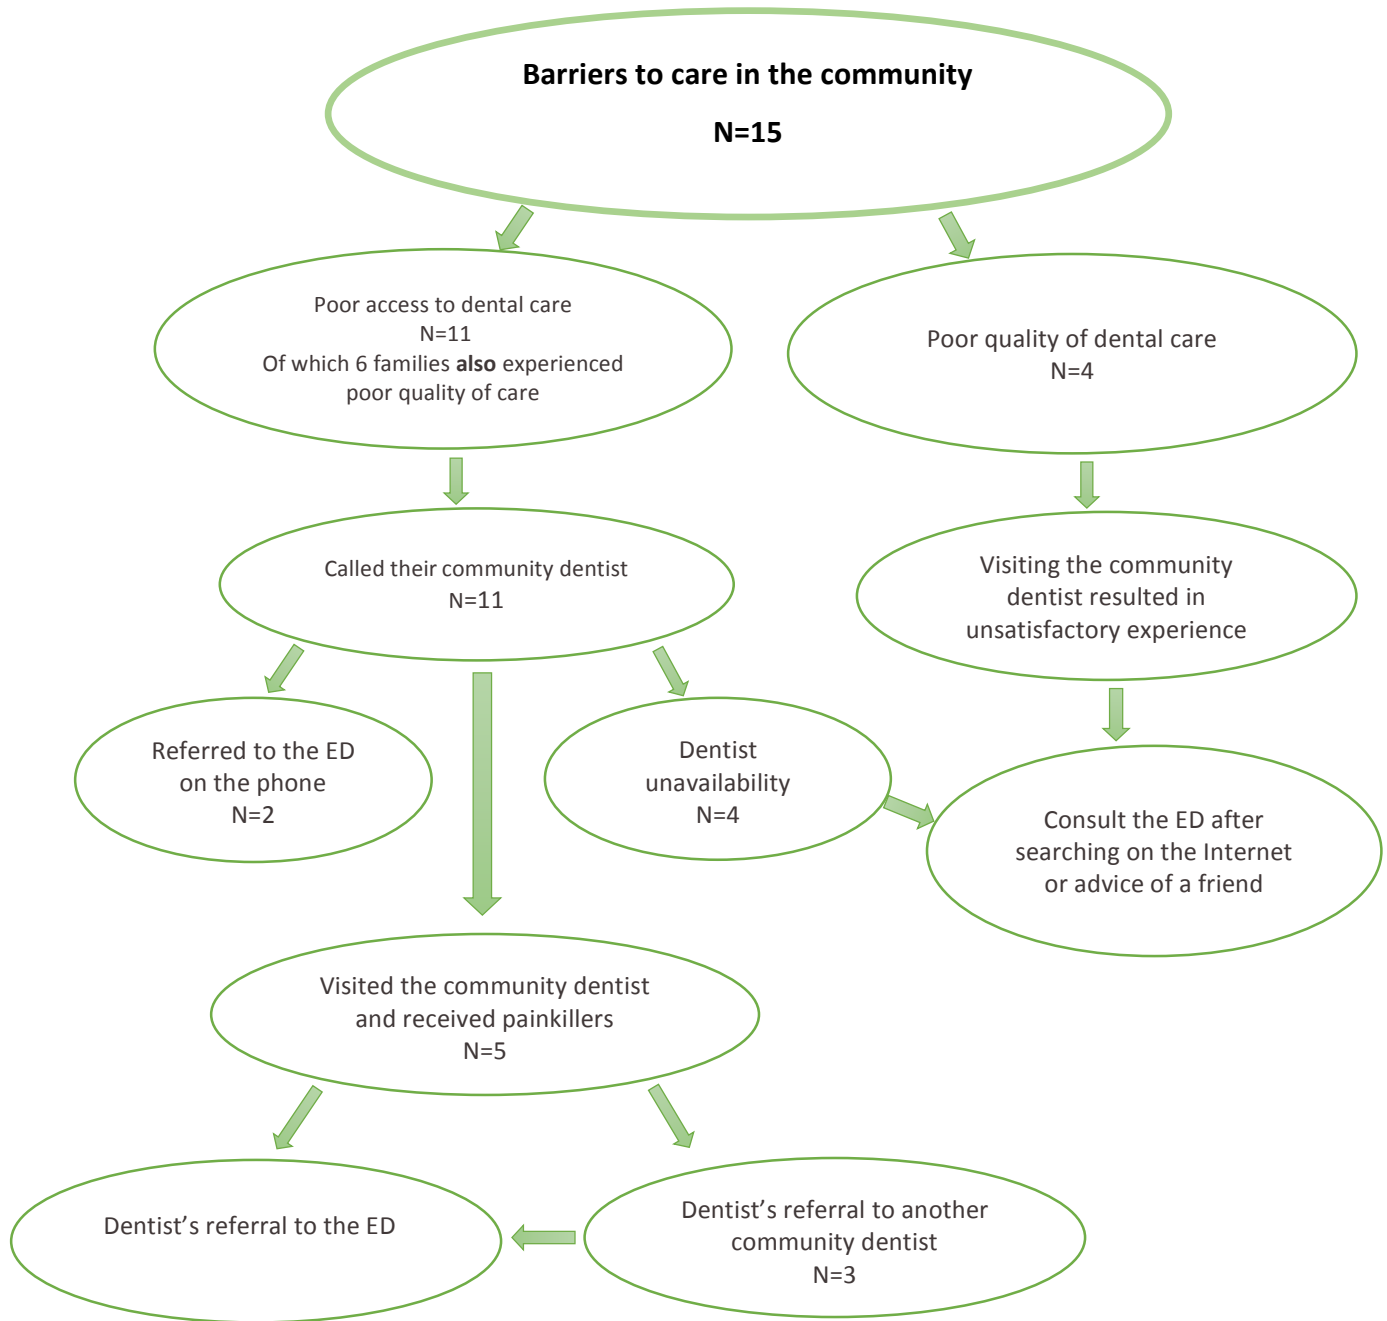 Barriers to care in the community
N=15
Poor access to dental care
N=11
Of which 6 families also experienced
poor quality of care
Poor quality of dental care
N=4
Called their community dentist
N=11
Visiting the community
dentist resulted in
unsatisfactory experience
Referred to the ED
on the phone
N=2
Dentist
unavailability
N=4
Consult the ED after
searching on the Internet
or advice of a friend
Visited the community dentist
and received painkillers
N=5
Dentist’s referral to the ED
Dentist’s referral to another
community dentist
N=3